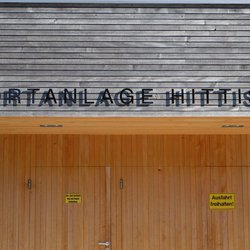 RTANLAGE HITTIS
Ausfahrt
freihalten!